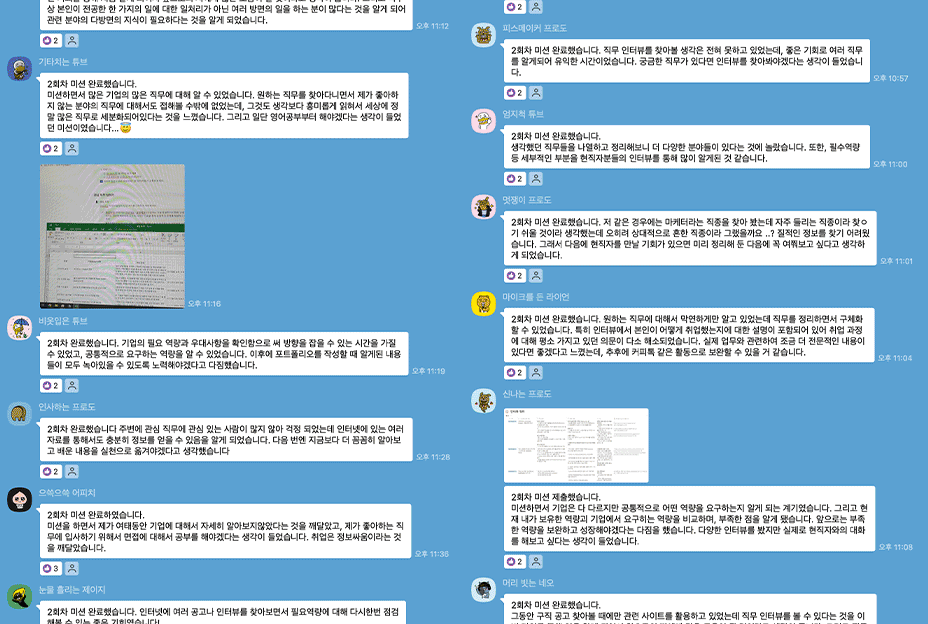 상 본인이 전공한 한 가지의 일에 대한 일처리가 아닌 여러 방면의 일을 하는 분이 많다는 것을 알게 되어
관련 분야의 다방면의 지식이 필요하다는 것을 알게 되었습니다.
오후 11:12
2
기타치는 튜브
2회차 미션 완료했습니다.
미션하면서 많은 기업의 많은 직무에 대해 알 수 있었습니다. 원하는 직무를 찾아다니면서 제가 좋아하
지 않는 분야의 직무에 대해서도 접해볼 수밖에 없었는데, 그것도 생각보다 흥미롭게 읽혀서 세상에 정
말 많은 직무로 세분화되어있다는 것을 느꼈습니다. 그리고 일단 영어공부부터 해야겠다는 생각이 들었
던 미션이었습니다...😇
2
오후 11:16
비옷입은 튜브
2회차 완료했습니다. 기업의 필요 역량과 우대사항을 확인함으로 써 방향을 잡을 수 있는 시간을 가질
수 있었고, 공통적으로 요구하는 역량을 알 수 있었습니다. 이후에 포트폴리오를 작성할 때 알게된 내용
들이 모두 녹아있을 수 있도록 노력해야겠다고 다짐했습니다.
오후 11:19
2
인사하는 프로도
2회차 완료했습니다 주변에 관심 직무에 관심 있는 사람이 많지 않아 걱정 되었는데 인터넷에 있는 여러
자료를 통해서도 충분히 정보를 얻을 수 있음을 알게 되었습니다. 다음 번엔 지금보다 더 꼼꼼히 알아보
고 배운 내용을 실천으로 옮겨야겠다고 생각했습니다
오후 11:28
2
으쓱으쓱 어피치
2회차 미션 완료하였습니다.
미션을 하면서 제가 여태동안 기업에 대해서 자세히 알아보지않았다는 것을 깨달았고, 제가 좋아하는 직
무에 입사하기 위해서 면접에 대해서 공부를 해야겠다는 생각이 들었습니다. 취업은 정보싸움이라는 것
을 깨달았습니다.
오후 11:36
3
눈물 흘리는 제이지
2회차 미션 완료했습니다. 인터넷에 여러 공고나 인터뷰를 찾아보면서 필요역량에 대해 다시한번 점검
해볼 수 있는 좋은 기회였습니다!
2
피스메이커 프로도
2회차 미션 완료했습니다. 직무 인터뷰를 찾아볼 생각은 전혀 못하고 있었는데, 좋은 기회로 여러 직무
를 알게되어 유익한 시간이었습니다. 궁금한 직무가 있다면 인터뷰를 찾아봐야겠다는 생각이 들었습니
다.
오후 10:57
2
엄지척 튜브
2회차 미션 완료했습니다.
생각했던 직무들을 나열하고 정리해보니 더 다양한 분야들이 있다는 것에 놀랐습니다. 또한, 필수역량
등 세부적인 부분을 현직자분들의 인터뷰를 통해 많이 알게된 것 같습니다.
오후 11:00
2
멋쟁이 프로도
2회차 미션 완료했습니다. 저 같은 경우에는 마케터라는 직종을 찾아 봤는데 자주 들리는 직종이라 찾ㅇ
기 쉬울 것이라 생각했는데 오히려 상대적으로 흔한 직종이라 그랬을까요 ..? 질적인 정보를 찾기 어려웠
습니다. 그래서 다음에 현직자를 만날 기회가 있으면 미리 정리해 둔 다음에 꼭 여쭤보고 싶다고 생각하
게 되었습니다.
오후 11:01
2
마이크를 든 라이언
2회차 미션 완료했습니다. 원하는 직무에 대해서 막연하게만 알고 있었는데 직무를 정리하면서 구체화
할 수 있었습니다. 특히 인터뷰에서 본인이 어떻게 취업했는지에 대한 설명이 포함되어 있어 취업 과정
에 대해 평소 가지고 있던 의문이 다소 해소되었습니다. 실제 업무와 관련하여 조금 더 전문적인 내용이
있다면 좋겠다고 느꼈는데, 추후에 커피톡 같은 활동으로 보완할 수 있을 거 같습니다.
오후 11:04
2
신나는 프로도
2회차 미션 제출했습니다.
미션하면서 기업은 다 다르지만 공통적으로 어떤 역량을 요구하는지 알게 되는 계기였습니다. 그리고 현
재 내가 보유한 역량과 기업에서 요구하는 역량을 비교하며, 부족한 점을 알게 됐습니다. 앞으로는 부족
한 역량을 보완하고 성장해야겠다는 다짐을 했습니다. 다양한 인터뷰를 봤지만 실제로 현직자와의 대화
를 해보고 싶다는 생각이 들었습니다.
오후 11:08
2
머리 빗는 네오
2회차 미션 완료했습니다.
그동안 구직 공고 찾아볼 때에만 관련 사이트를 활용하고 있었는데 직무 인터뷰를 볼 수 있다는 것을 이